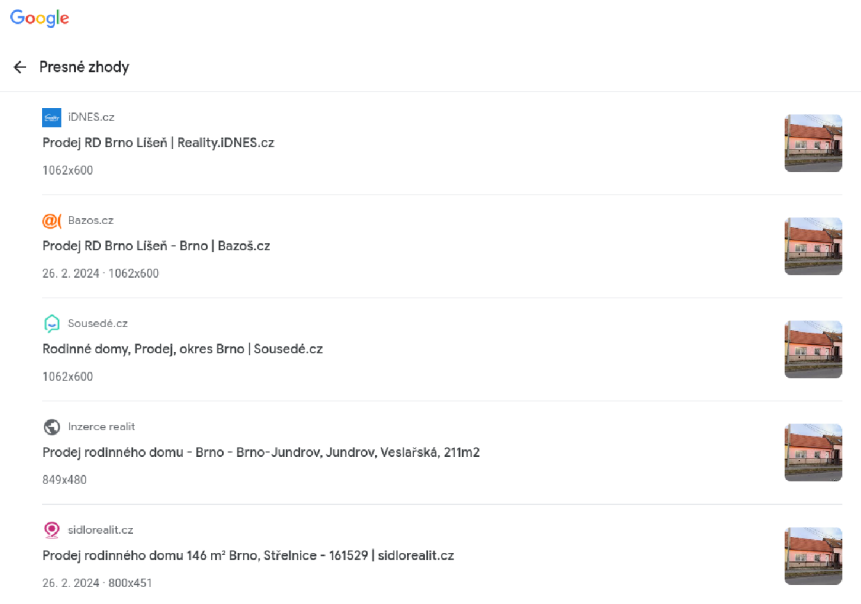 Google
Presné zhody
iDNES.cz
Prodej RD Brno Líšeň | Reality.iDNES.cz
1062x600
Bazos.cz
Prodej RD Brno Líšeň - Brno | Bazoš.cz
26. 2. 2024 · 1062x600
Sousedé.cz
Rodinné domy, Prodej, okres Brno | Sousedé.cz
1062x600
Inzerce realit
Prodej rodinného domu - Brno - Brno-Jundrov, Jundrov, Veslařská, 211m2
849x480
sidlorealit.cz
Prodej rodinného domu 146 m² Brno, Střelnice - 161529 | sidlorealit.cz
26. 2. 2024 · 800x451